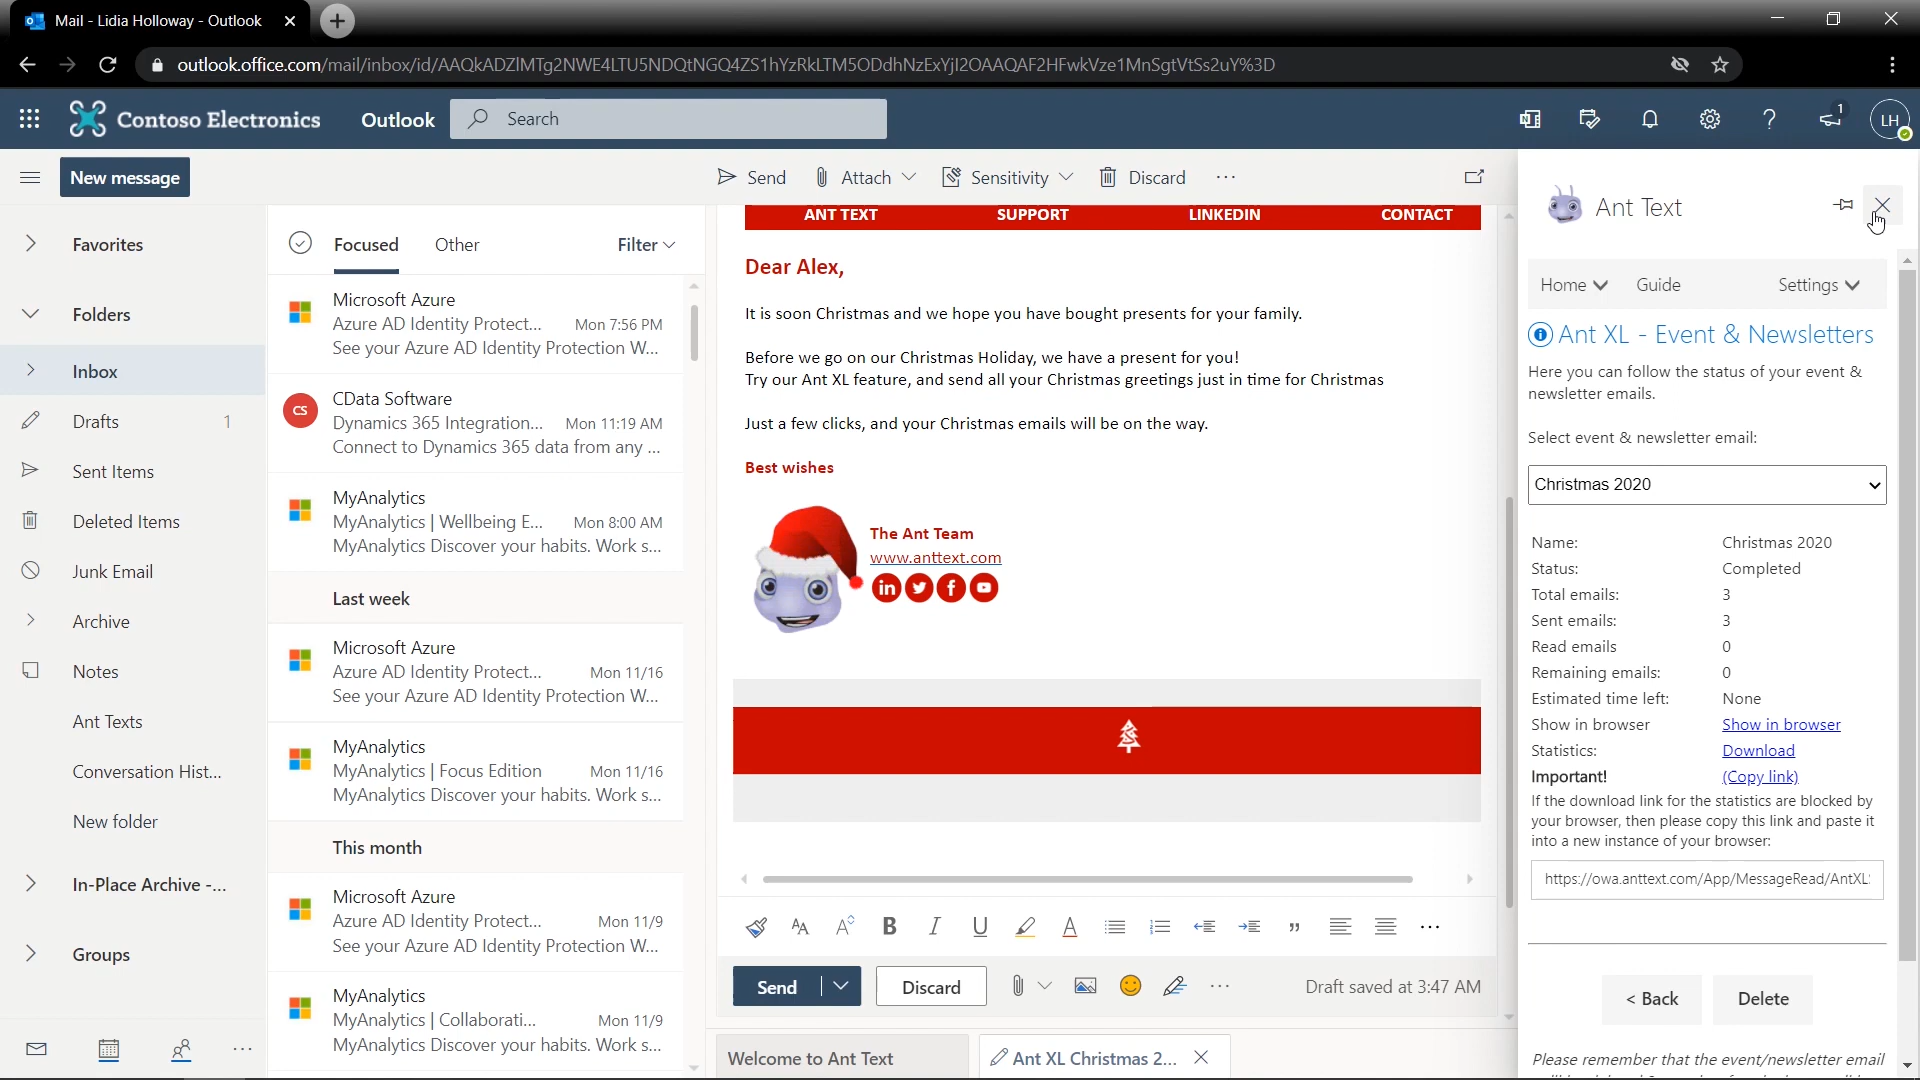 Mail - Lidia Holloway - Outlook
outlook.office.com/mail/inbox/id/AAQkADZlMTg2NWE4LTU5NDQtNGQ4ZS1hYzRkLTM5ODdhNzExYjI2OAAQAF2HFwkVze1MnSgtVtSs2uY%3D
Contoso Electronics
Outlook
Search
1
LH
New message
Send
Attach
Sensitivity
Discard
Favorites
Folders
Inbox
Drafts 1
Sent Items
Deleted Items
Junk Email
Archive
Notes
Ant Texts
Conversation Hist...
New folder
In-Place Archive -...
Groups
Focused
Other
Filter
Microsoft Azure
Azure AD Identity Protect... Mon 7:56 PM
See your Azure AD Identity Protection W...
CS
CData Software
Dynamics 365 Integration... Mon 11:19 AM
Connect to Dynamics 365 data from any ...
MyAnalytics
MyAnalytics | Wellbeing E... Mon 8:00 AM
MyAnalytics Discover your habits. Work s...
Last week
Microsoft Azure
Azure AD Identity Protect... Mon 11/16
See your Azure AD Identity Protection W...
MyAnalytics
MyAnalytics | Focus Edition Mon 11/16
MyAnalytics Discover your habits. Work s...
This month
Microsoft Azure
Azure AD Identity Protect... Mon 11/9
See your Azure AD Identity Protection W...
MyAnalytics
MyAnalytics | Collaborati... Mon 11/9
MyAnalytics Discover your habits. Work s...
ANT TEXT SUPPORT LINKEDIN CONTACT
Dear Alex,
It is soon Christmas and we hope you have bought presents for your family.
Before we go on our Christmas Holiday, we have a present for you!
Try our Ant XL feature, and send all your Christmas greetings just in time for Christmas
Just a few clicks, and your Christmas emails will be on the way.
Best wishes
The Ant Team
www.anttext.com
Send
Discard
Draft saved at 3:47 AM
Welcome to Ant Text
Ant XL Christmas 2...
Ant Text
Home
Guide
Settings
Ant XL - Event & Newsletters
Here you can follow the status of your event &
newsletter emails.
Select event & newsletter email:
Christmas 2020
Name: Christmas 2020
Status: Completed
Total emails: 3
Sent emails: 3
Read emails 0
Remaining emails: 0
Estimated time left: None
Show in browser Show in browser
Statistics: Download
Important! (Copy link)
If the download link for the statistics are blocked by
your browser, then please copy this link and paste it
into a new instance of your browser:
https://owa.anttext.com/App/MessageRead/AntXL
< Back
Delete
Please remember that the event/newsletter email